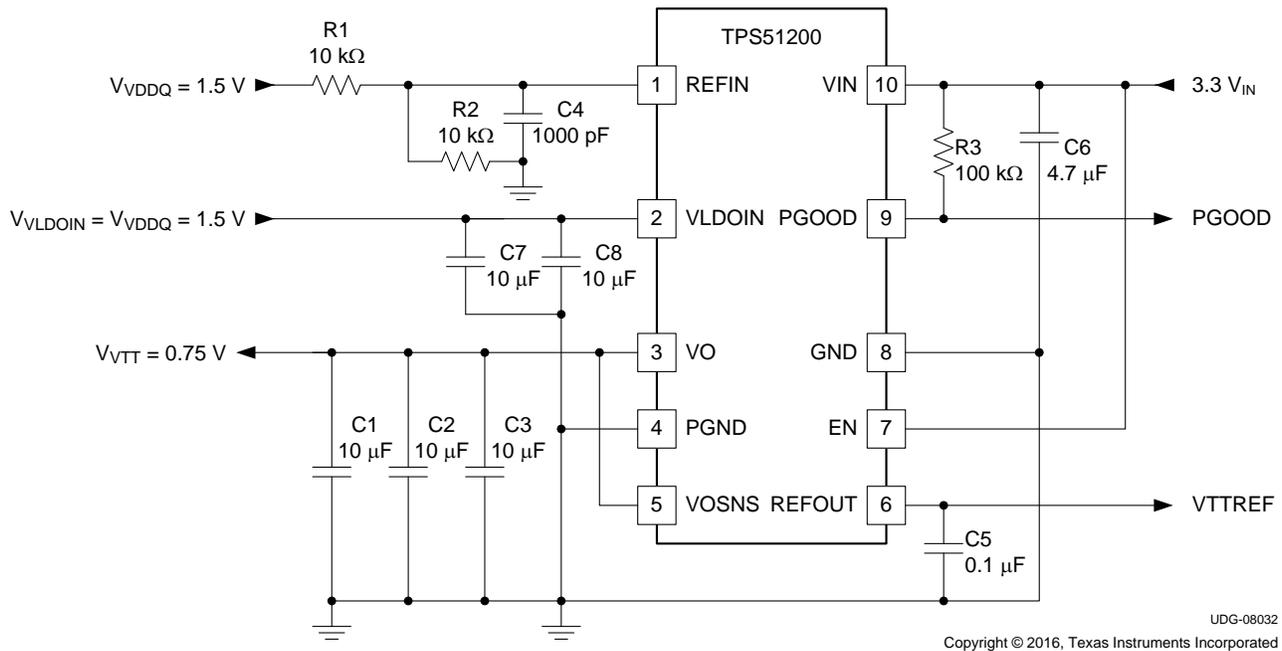 TPS51200
R1
10 kΩ
V_VDDQ = 1.5 V
1 REFIN
VIN 10
3.3 V_IN
R2
10 kΩ
C4
1000 pF
R3
100 kΩ
C6
4.7 μF
V_VLDOIN = V_VDDQ = 1.5 V
2 VLDOIN
PGOOD 9
PGOOD
C7
10 μF
C8
10 μF
V_VTT = 0.75 V
3 VO
GND 8
C1
10 μF
C2
10 μF
C3
10 μF
4 PGND
EN 7
5 VOSNS
REFOUT 6
VTTREF
C5
0.1 μF
UDG-08032
Copyright © 2016, Texas Instruments Incorporated